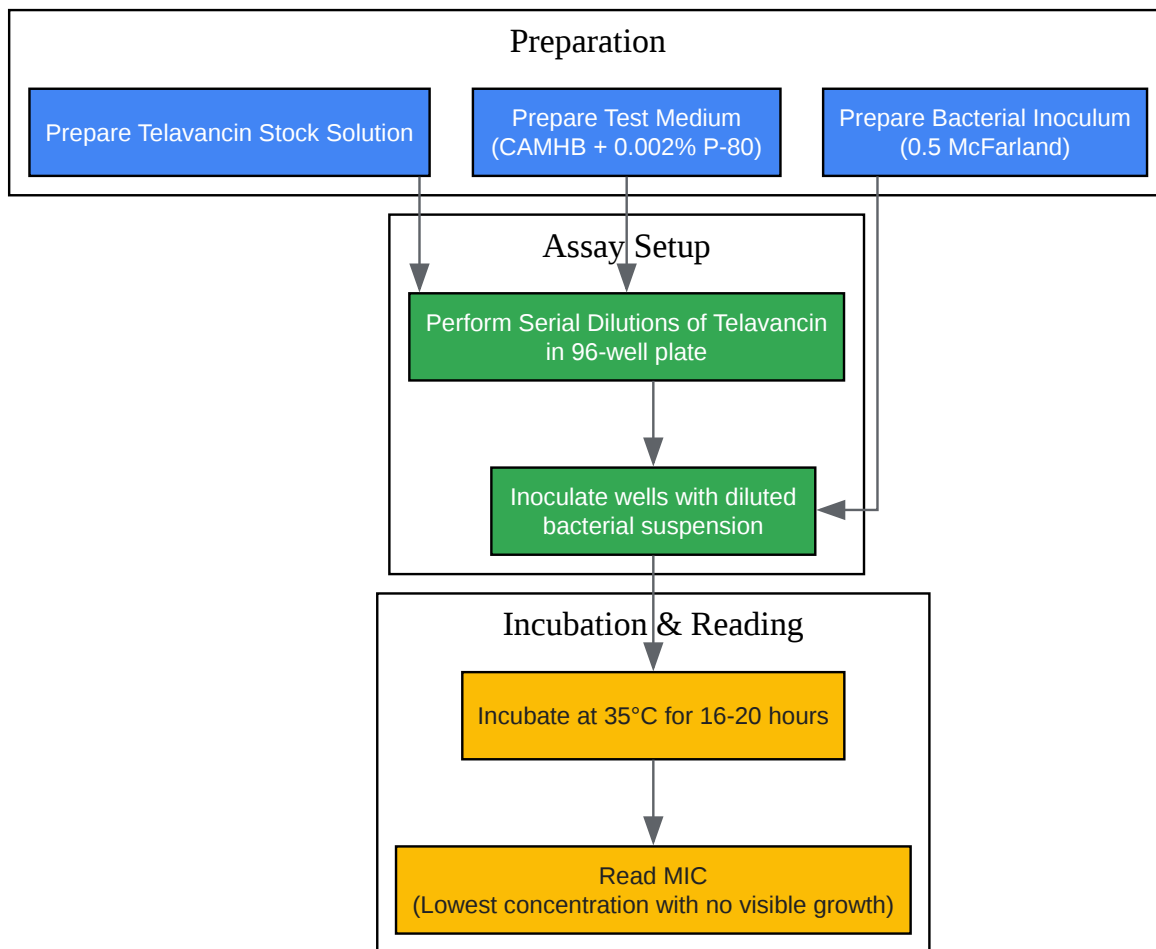 Preparation
Prepare Telavancin Stock Solution
Prepare Test Medium
(CAMHB + 0.002% P-80)
Prepare Bacterial Inoculum
(0.5 McFarland)
Assay Setup
Perform Serial Dilutions of Telavancin
in 96-well plate
Inoculate wells with diluted
bacterial suspension
Incubation & Reading
Incubate at 35°C for 16-20 hours
Read MIC
(Lowest concentration with no visible growth)